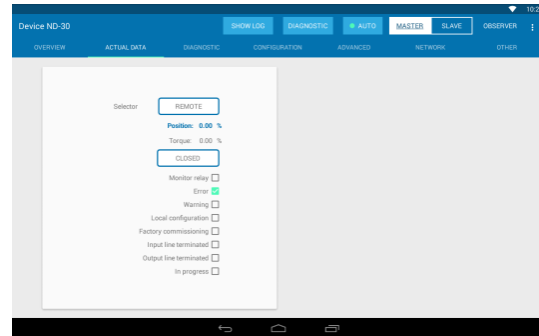 10:2
Device ND-30
SHOW LOG
DIAGNOSTIC
AUTO
MASTER
SLAVE
OBSERVER
OVERVIEW
ACTUAL DATA
DIAGNOSTIC
CONFIGURATION
ADVANCED
NETWORK
OTHER
Selector REMOTE
Position: 0.00 %
Torque: 0.00 %
CLOSED
Monitor relay
Error
Warning
Local configuration
Factory commissioning
Input line terminated
Output line terminated
In progress